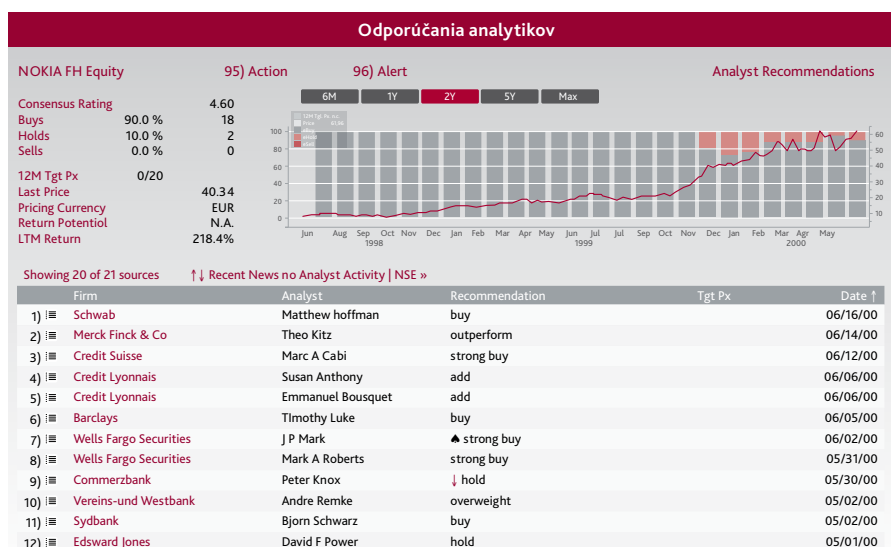 Odporúčania analytikov
NOKIA FH Equity 95) Action 96) Alert Analyst Recommendations
6M 1Y 2Y 5Y Max
Consensus Rating 4.60
Buys 90.0 % 18
Holds 10.0 % 2
Sells 0.0 % 0
12M Tgt Px 0/20
Last Price 40.34
Pricing Currency EUR
Return Potentiol N.A.
LTM Return 218.4%
12M Tgt. Px. n.a.
Price
100
80
60
40
20
0
60
50
40
30
20
10
Jun Aug Sep Oct Nov Dec Jan Feb Mar Apr May Jun Jul Jul Sep Oct Nov Dec Jan Feb Mar Agr May
1998 1999 2000
Showing 20 of 21 sources ↑↓ Recent News no Analyst Activity | NSE »
Firm Analyst Recommendation Tgt Px Date ↑
1) Schwab Matthew hoffman buy 06/16/00
2) Merck Finck & Co Theo Kitz outperform 06/14/00
3) Credit Suisse Marc A Cabi strong buy 06/12/00
4) Credit Lyonnais Susan Anthony add 06/06/00
5) Credit Lyonnais Emmanuel Bousquet add 06/06/00
6) Barclays TImothy Luke buy 06/05/00
7) Wells Fargo Securities J P Mark ♠ strong buy 06/02/00
8) Wells Fargo Securities Mark A Roberts strong buy 05/31/00
9) Commerzbank Peter Knox ↓ hold 05/30/00
10) Vereins-und Westbank Andre Remke overweight 05/02/00
11) Sydbank Bjorn Schwarz buy 05/02/00
12) Edsward Jones David F Power hold 05/01/00